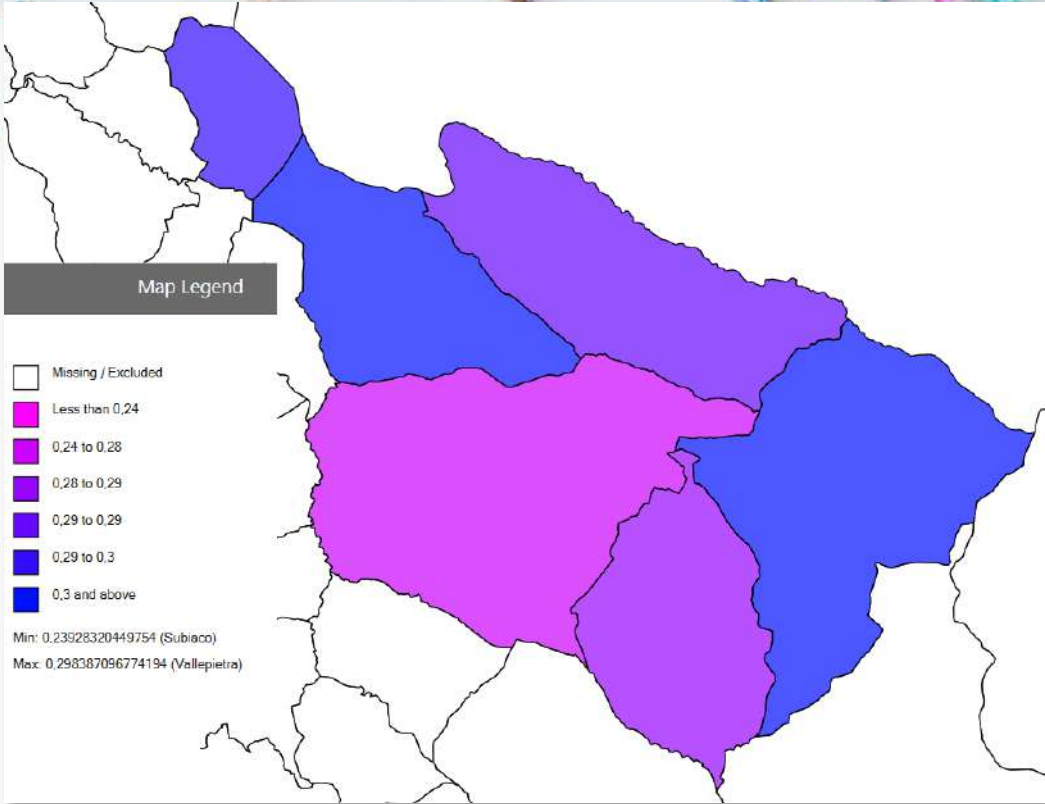 Map Legend
Missing / Excluded
Less than 0,24
0,24 to 0,28
0,28 to 0,29
0,29 to 0,29
0,29 to 0,3
0,3 and above
Min: 0,23928320449754 (Subiaco)
Max: 0,298387096774194 (Vallepietra)